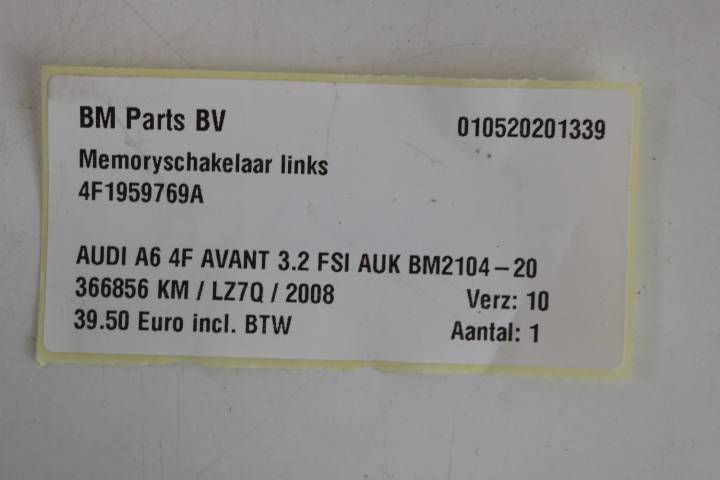 BM Parts BV 010520201339
Memoryschakelaar links
4F1959769A
AUDI A6 4F AVANT 3.2 FSI AUK BM2104-20
366856 KM / LZ7Q / 2008 Verz: 10
39.50 Euro incl. BTW Aantal: 1